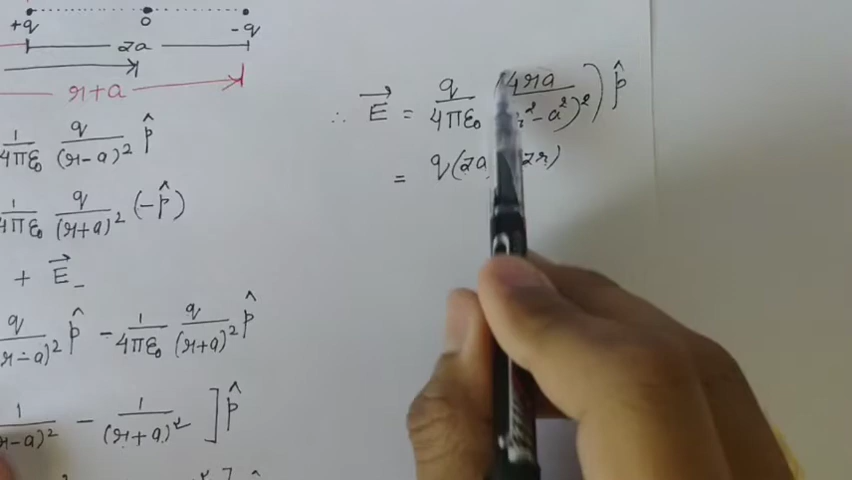 +q O -q
2a
r+a
1/4πε₀ q/(r-a)² p̂
1/4πε₀ q/(r+a)² (-p̂)
+ E⃗_
q/(r-a)² p̂ - 1/4πε₀ q/(r+a)² p̂
1/(r-a)² - 1/(r+a)² ] p̂
∴ E⃗ = q/4πε₀ (4ra/ ² - a²)²) p̂
= q(2a 2r)